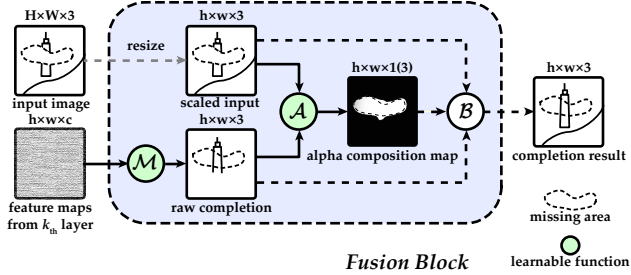 H×W×3
input image
h×w×c
feature maps
from kth layer
resize
M
h×w×3
scaled input
h×w×3
raw completion
A
h×w×1(3)
alpha composition map
B
h×w×3
completion result
missing area
learnable function
Fusion Block